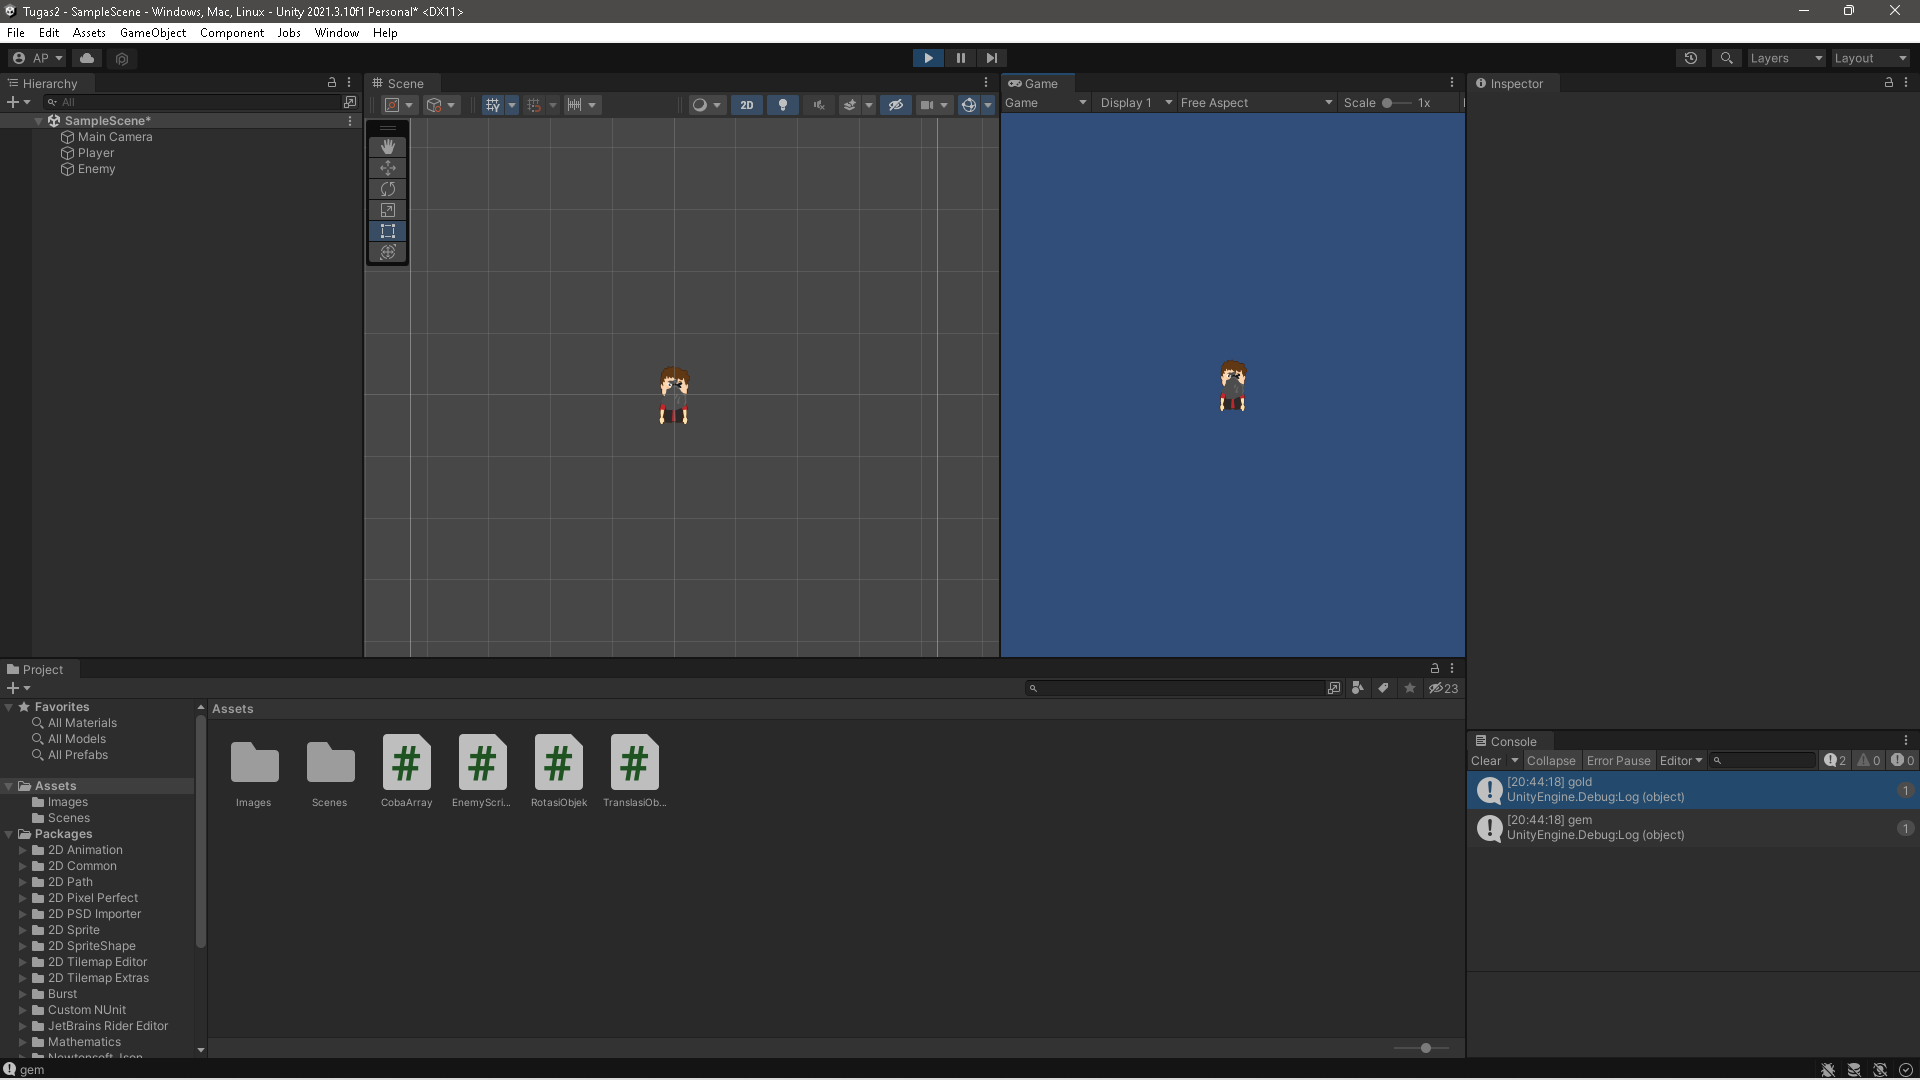 Tugas2 - SampleScene - Windows, Mac, Linux - Unity 2021.3.10f1 Personal* <DX11>
File Edit Assets GameObject Component Jobs Window Help
AP
Layers Layout
Hierarchy
All
SampleScene*
Main Camera
Player
Enemy
Scene
2D
Game
Game Display 1 Free Aspect Scale 1x
Inspector
Project
23
Favorites
All Materials
All Models
All Prefabs
Assets
Images
Scenes
Packages
2D Animation
2D Common
2D Path
2D Pixel Perfect
2D PSD Importer
2D Sprite
2D SpriteShape
2D Tilemap Editor
2D Tilemap Extras
Burst
Custom NUnit
JetBrains Rider Editor
Mathematics
Newtonsoft Json
Assets
Images Scenes CobaArray EnemyScri... RotasiObjek TranslasiOb...
Console
Clear Collapse Error Pause Editor 2 0 0
[20:44:18] gold
UnityEngine.Debug:Log (object)
1
[20:44:18] gem
UnityEngine.Debug:Log (object)
1
gem